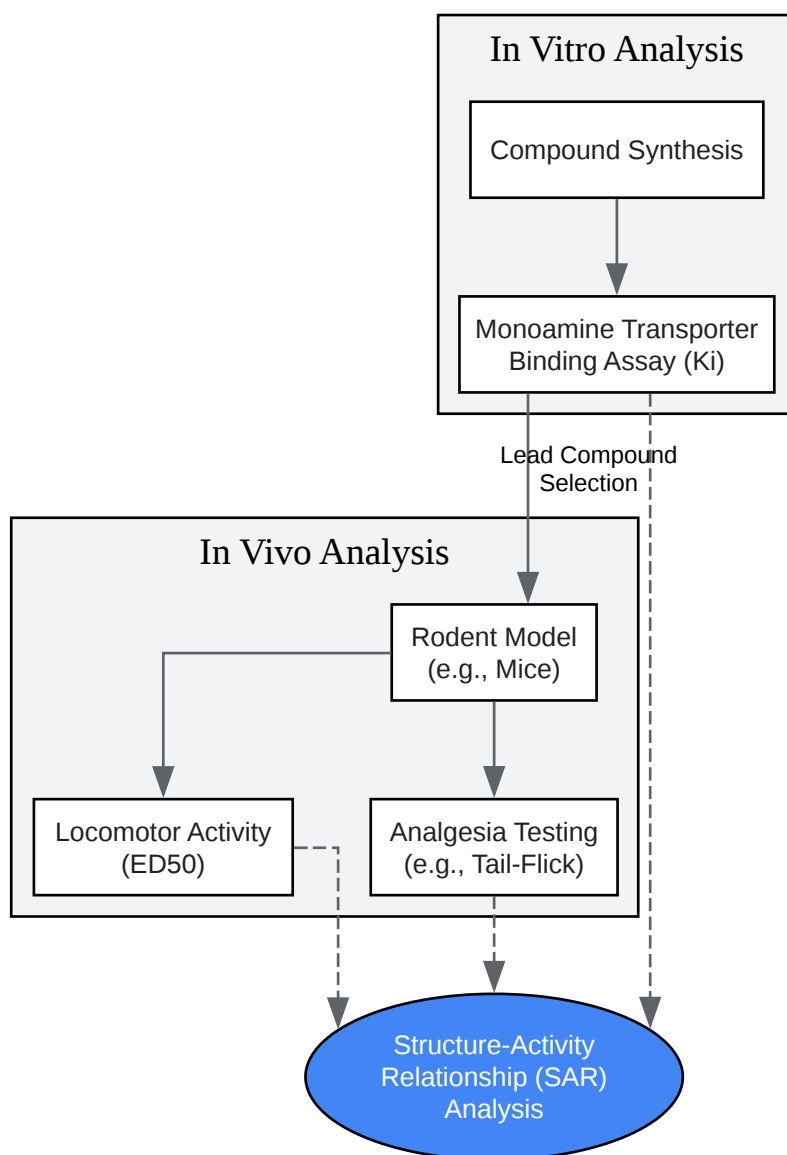 In Vitro Analysis
Compound Synthesis
Monoamine Transporter
Binding Assay (Ki)
Lead Compound
Selection
In Vivo Analysis
Rodent Model
(e.g., Mice)
Locomotor Activity
(ED50)
Analgesia Testing
(e.g., Tail-Flick)
Structure-Activity
Relationship (SAR)
Analysis